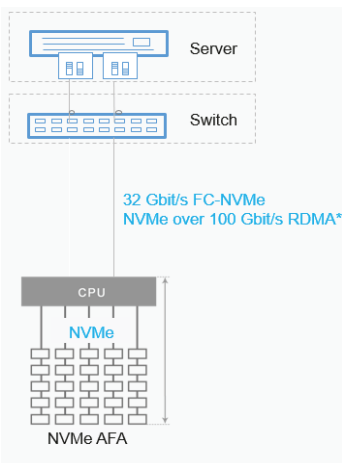 Server
Switch
32 Gbit/s FC-NVMe
NVMe over 100 Gbit/s RDMA*
CPU
NVMe
NVMe AFA